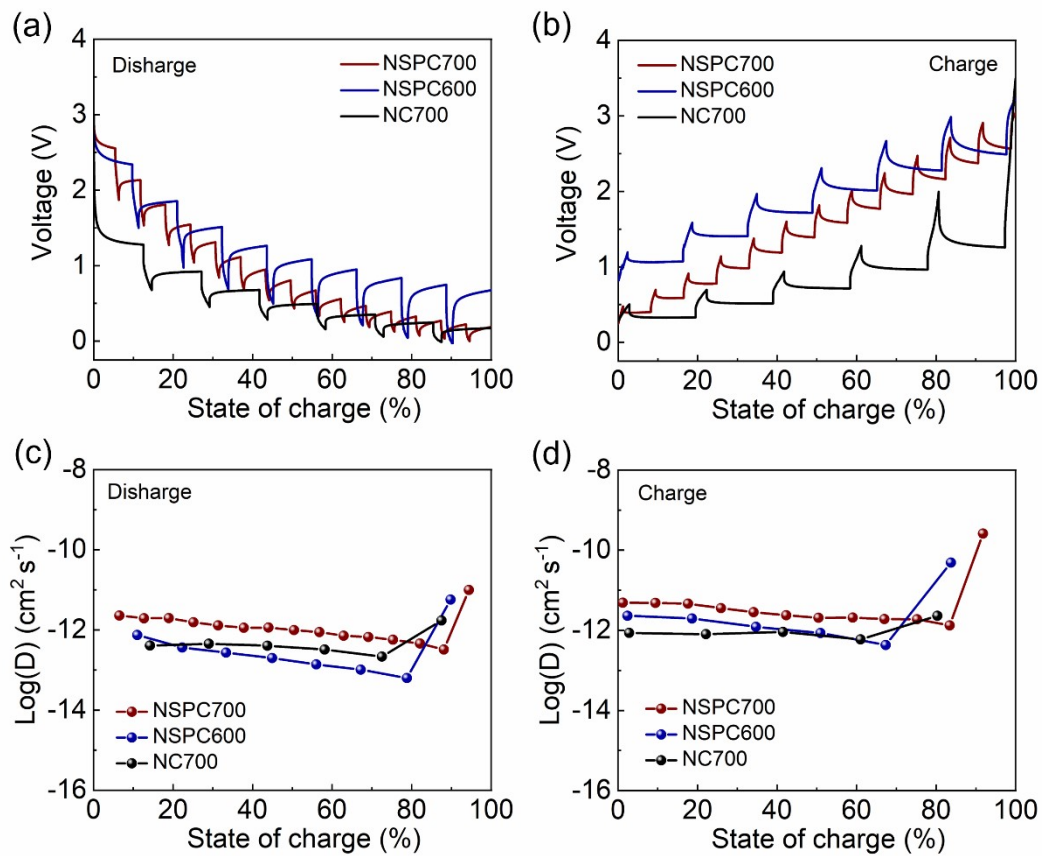 (a)
Disharge
NSPC700
NSPC600
NC700
4
3
2
1
0
Voltage (V)
0 20 40 60 80 100
State of charge (%)
(b)
Charge
NSPC700
NSPC600
NC700
4
3
2
1
0
Voltage (V)
0 20 40 60 80 100
State of charge (%)
(c)
Disharge
NSPC700
NSPC600
NC700
-8
-10
-12
-14
-16
Log(D) (cm² s⁻¹)
0 20 40 60 80 100
State of charge (%)
(d)
Charge
NSPC700
NSPC600
NC700
-8
-10
-12
-14
-16
Log(D) (cm² s⁻¹)
0 20 40 60 80 100
State of charge (%)